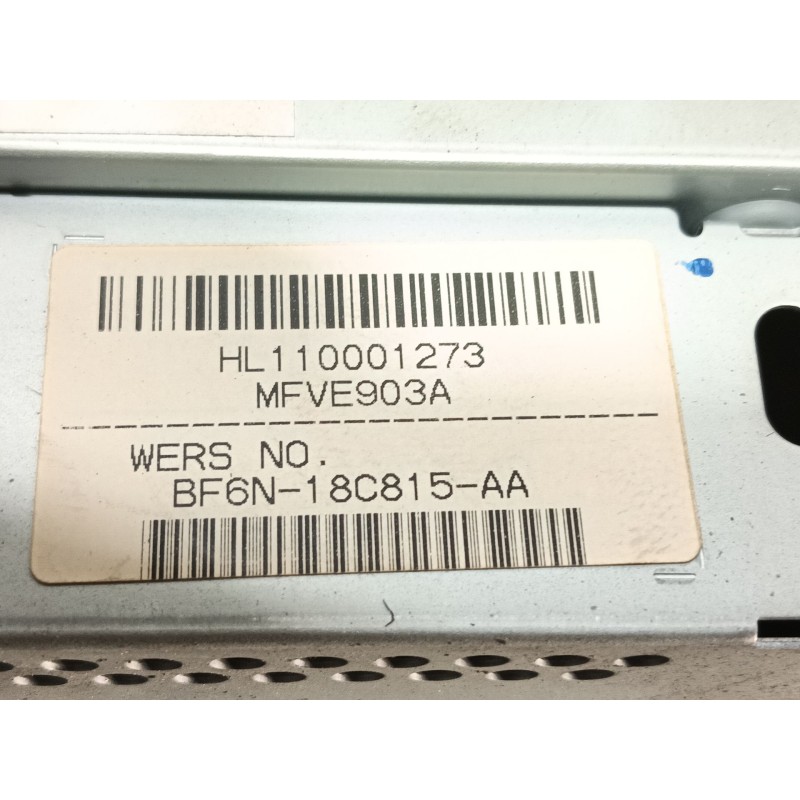 HL110001273
MFVE903A
WERS NO.
BF6N-18C815-AA